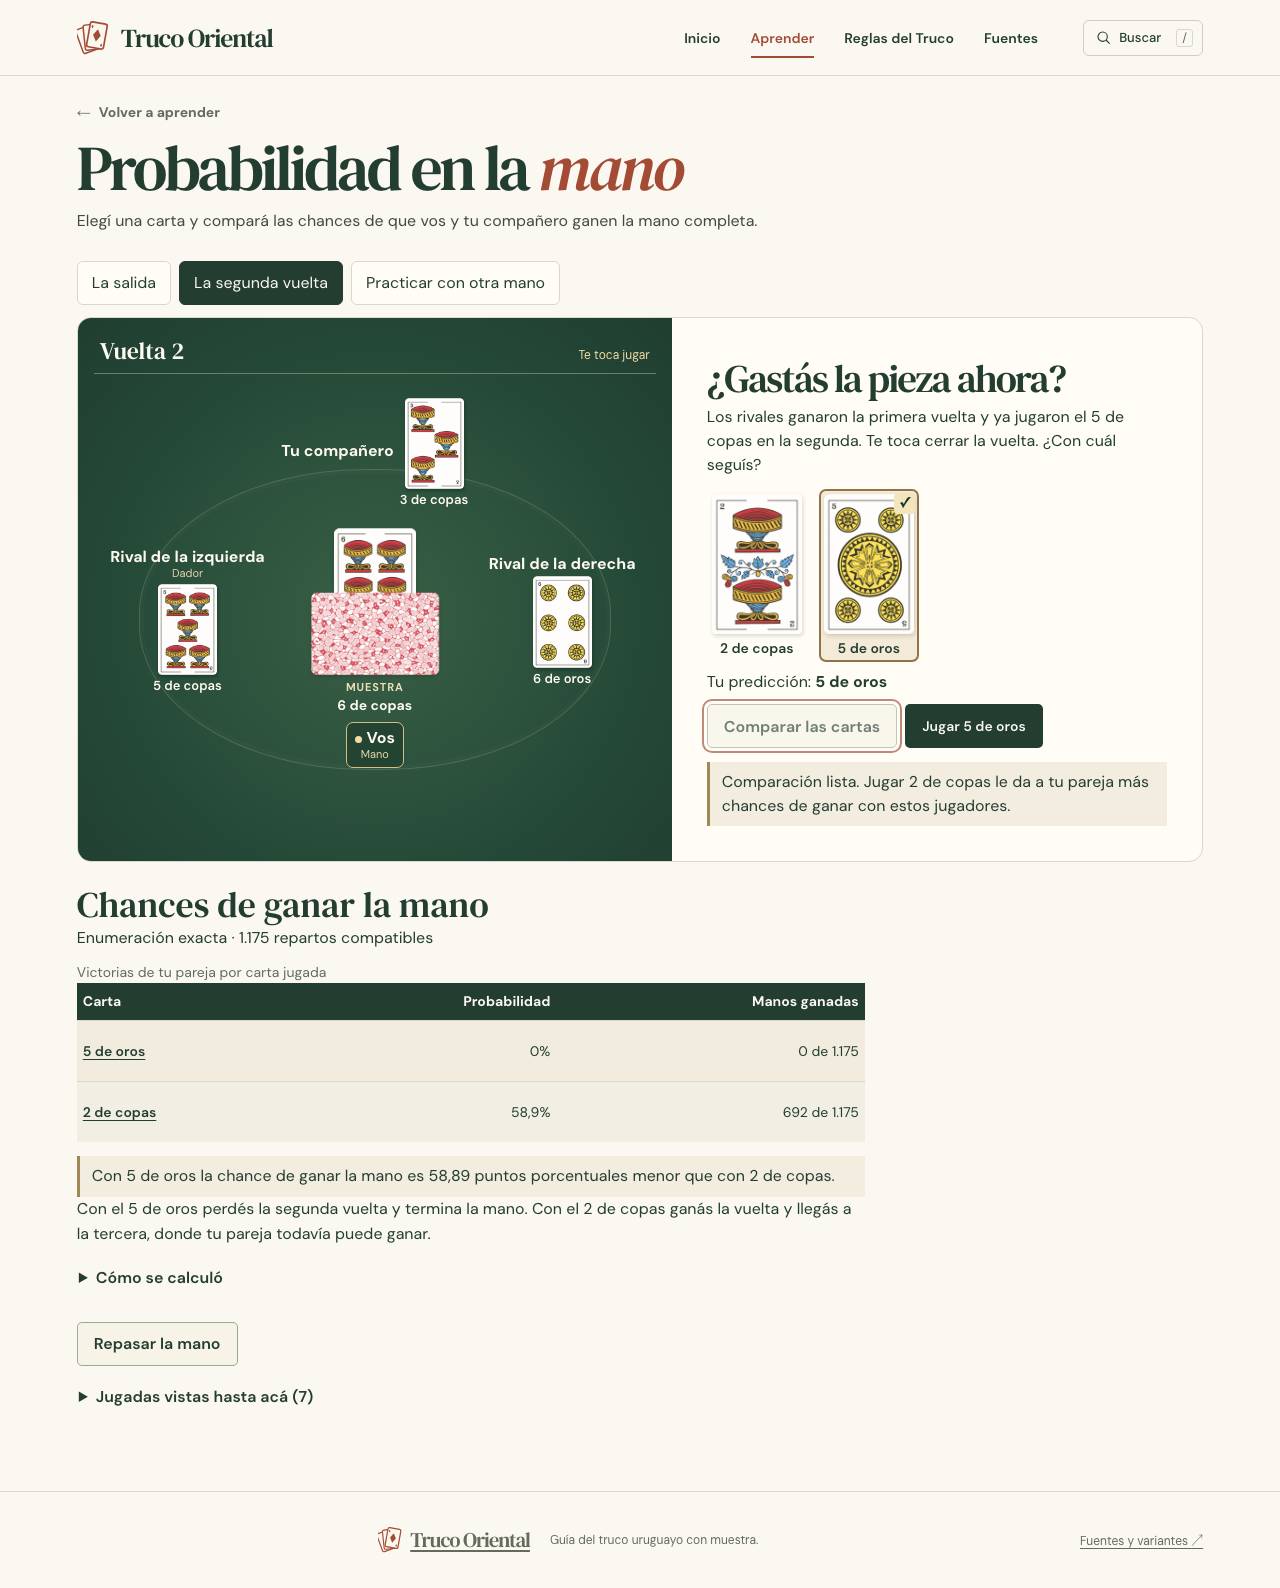 Truco Oriental
Inicio
Aprender
Reglas del Truco
Fuentes
Buscar
/
← Volver a aprender
Probabilidad en la mano
Elegí una carta y compará las chances de que vos y tu compañero ganen la mano completa.
La salida
La segunda vuelta
Practicar con otra mano
Vuelta 2
Te toca jugar
Tu compañero
3 de copas
Rival de la izquierda
Dador
5 de copas
Rival de la derecha
6 de oros
MUESTRA
6 de copas
Vos
Mano
¿Gastás la pieza ahora?
Los rivales ganaron la primera vuelta y ya jugaron el 5 de
copas en la segunda. Te toca cerrar la vuelta. ¿Con cuál
seguís?
2
2
2 de copas
5
5
✓
5 de oros
Tu predicción: 5 de oros
Comparar las cartas
Jugar 5 de oros
Comparación lista. Jugar 2 de copas le da a tu pareja más
chances de ganar con estos jugadores.
Chances de ganar la mano
Enumeración exacta · 1.175 repartos compatibles
Victorias de tu pareja por carta jugada
Carta Probabilidad Manos ganadas
5 de oros 0% 0 de 1.175
2 de copas 58,9% 692 de 1.175
Con 5 de oros la chance de ganar la mano es 58,89 puntos porcentuales menor que con 2 de copas.
Con el 5 de oros perdés la segunda vuelta y termina la mano. Con el 2 de copas ganás la vuelta y llegás a
la tercera, donde tu pareja todavía puede ganar.
▶ Cómo se calculó
Repasar la mano
▶ Jugadas vistas hasta acá (7)
Truco Oriental
Guía del truco uruguayo con muestra.
Fuentes y variantes ↗